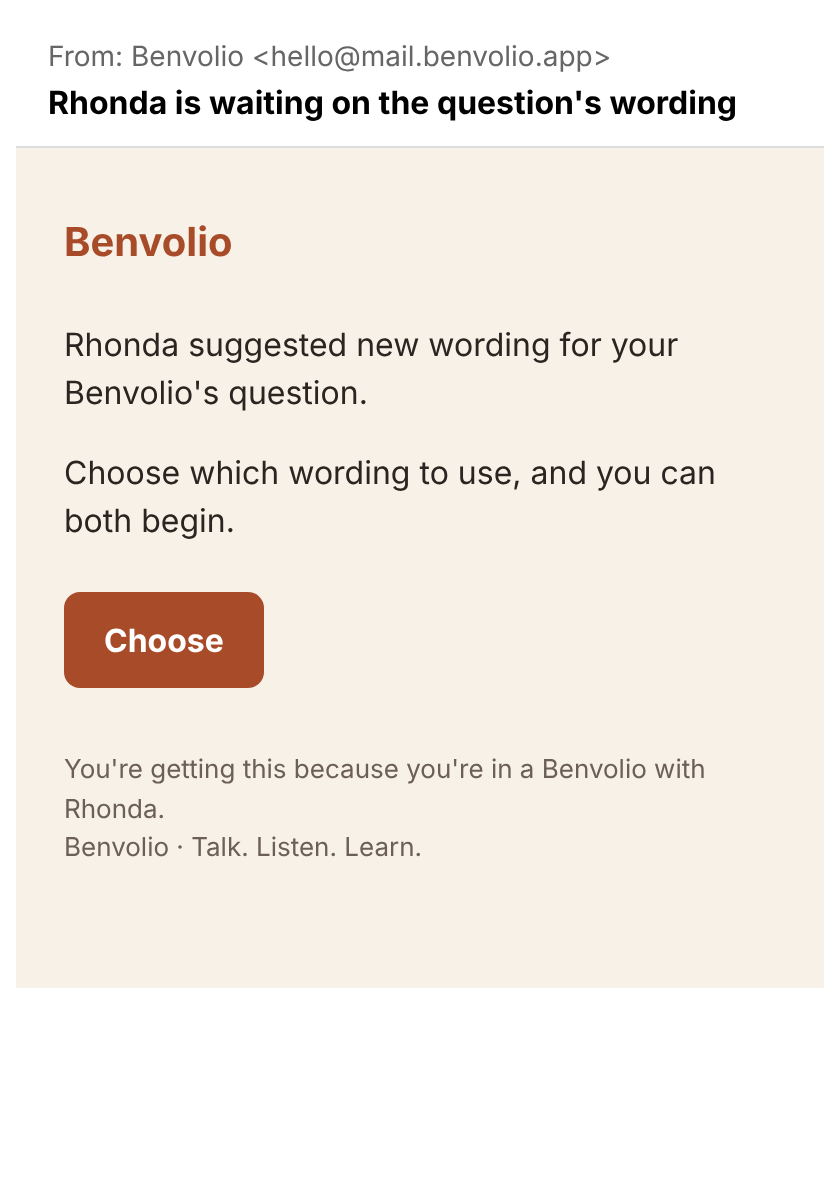 From: Benvolio <hello@mail.benvolio.app>
Rhonda is waiting on the question's wording
Benvolio
Rhonda suggested new wording for your
Benvolio's question.
Choose which wording to use, and you can
both begin.
Choose
You're getting this because you're in a Benvolio with
Rhonda.
Benvolio · Talk. Listen. Learn.